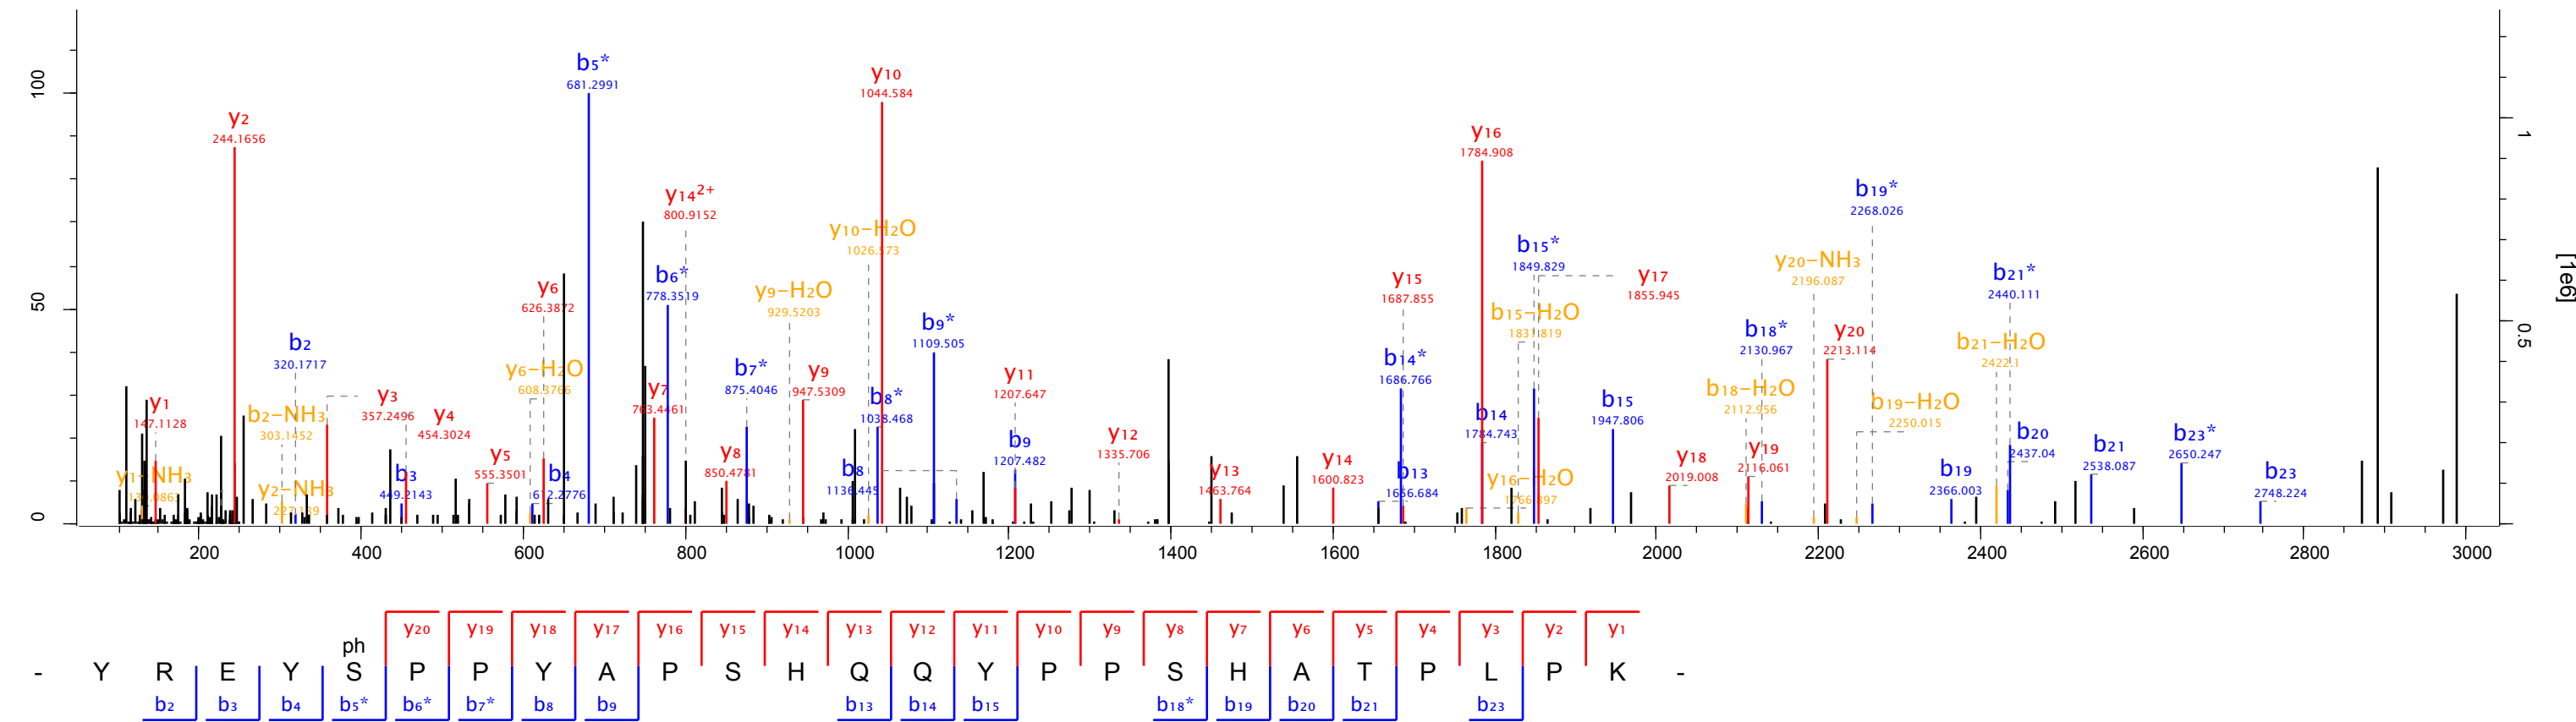 b₅*
681.2991
y₁₀
1044.584
y₂
244.1656
y₁₆
1784.908
y₁₄²⁺
800.9152
b₁₉*
2268.026
y₁₀−H₂O
1026.573
b₁₅*
1849.829
y₁₇
1855.945
y₂₀−NH₃
2196.087
b₆*
778.3519
y₁₅
1687.855
b₂₁*
2440.111
y₆
626.3872
y₉−H₂O
929.5203
b₁₅−H₂O
1831.819
b₉*
1109.505
b₁₈*
2130.967
y₂₀
2213.114
b₂
320.1717
b₁₄*
1686.766
b₂₁−H₂O
2422.1
y₆−H₂O
608.3766
b₇*
875.4046
y₉
947.5309
y₁₁
1207.647
y₃
357.2496
y₇
763.4461
b₈*
1038.468
b₁₈−H₂O
2112.956
b₁₉−H₂O
2250.015
y₁
147.1128
b₂−NH₃
303.1452
y₄
454.3024
b₁₄
1784.743
b₁₅
1947.806
y₁₂
1335.706
b₉
1207.482
b₂₀
2437.04
b₂₃*
2650.247
y₅
555.3501
y₈
850.4781
y₁₄
1600.823
y₁₈
2019.008
y₁₉
2116.061
b₂₁
2538.087
y₁−NH₃
b₃
449.2143
b₄
612.2776
b₈
1136.445
y₁₃
1463.764
b₁₃
1656.684
y₁₆−H₂O
1766.897
b₁₉
2366.003
b₂₃
2748.224
y₂−NH₃
227.139
0
50
100
0.5
1
[1e6]
200 400 600 800 1000 1200 1400 1600 1800 2000 2200 2400 2600 2800 3000
y₂₀ y₁₉ y₁₈ y₁₇ y₁₆ y₁₅ y₁₄ y₁₃ y₁₂ y₁₁ y₁₀ y₉ y₈ y₇ y₆ y₅ y₄ y₃ y₂ y₁
ph
- Y R E Y S P P Y A P S H Q Q Y P P S H A T P L P K -
b₂ b₃ b₄ b₅* b₆* b₇* b₈ b₉ b₁₃ b₁₄ b₁₅ b₁₈* b₁₉ b₂₀ b₂₁ b₂₃